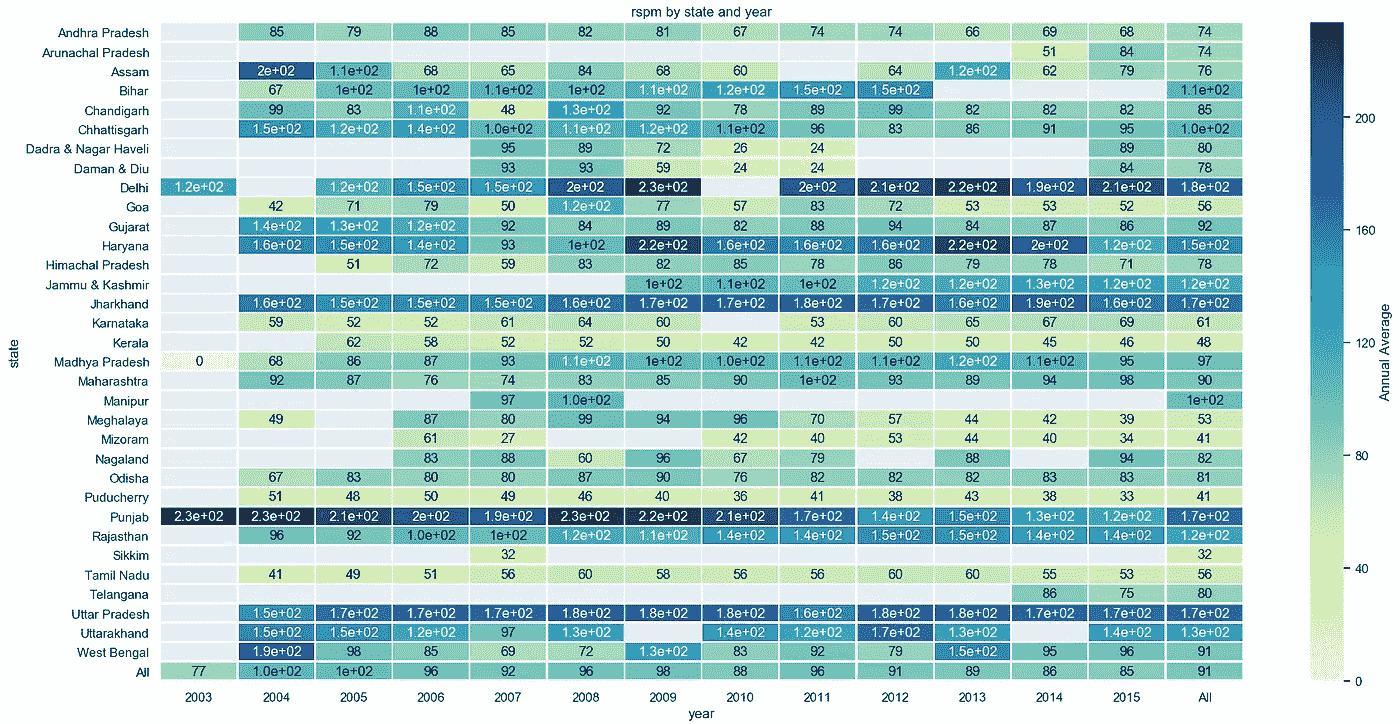 rspm by state and year
Andhra Pradesh 85 79 88 85 82 81 67 74 74 66 69 68 74
Arunachal Pradesh 51 84 74
Assam 2e+02 1.1e+02 68 65 84 68 60 64 1.2e+02 62 79 76
Bihar 67 1e+02 1e+02 1.1e+02 1e+02 1.1e+02 1.2e+02 1.5e+02 1.5e+02 1.1e+02
Chandigarh 99 83 1.1e+02 48 1.3e+02 92 78 89 99 82 82 82 85
Chhattisgarh 1.5e+02 1.2e+02 1.4e+02 1.0e+02 1.1e+02 1.2e+02 1.1e+02 96 83 86 91 95 1.0e+02
Dadra & Nagar Haveli 95 89 72 26 24 89 80
Daman & Diu 93 93 59 24 24 84 78
Delhi 1.2e+02 1.2e+02 1.5e+02 1.5e+02 2e+02 2.3e+02 2e+02 2.1e+02 2.2e+02 1.9e+02 2.1e+02 1.8e+02
Goa 42 71 79 50 1.2e+02 77 57 83 72 53 53 52 56
Gujarat 1.4e+02 1.3e+02 1.2e+02 92 84 89 82 88 94 84 87 86 92
Haryana 1.6e+02 1.5e+02 1.4e+02 93 1e+02 2.2e+02 1.6e+02 1.6e+02 1.6e+02 2.2e+02 2e+02 1.2e+02 1.5e+02
Himachal Pradesh 51 72 59 83 82 85 78 86 79 78 71 78
Jammu & Kashmir 1e+02 1.1e+02 1e+02 1.2e+02 1.2e+02 1.3e+02 1.2e+02 1.2e+02
Jharkhand 1.6e+02 1.5e+02 1.5e+02 1.5e+02 1.6e+02 1.7e+02 1.7e+02 1.8e+02 1.7e+02 1.6e+02 1.9e+02 1.6e+02 1.7e+02
Karnataka 59 52 52 61 64 60 53 60 65 67 69 61
Kerala 62 58 52 52 50 42 42 50 50 45 46 48
Madhya Pradesh 0 68 86 87 93 1.1e+02 1e+02 1.0e+02 1.1e+02 1.1e+02 1.2e+02 1.1e+02 95 97
Maharashtra 92 87 76 74 83 85 90 1e+02 93 89 94 98 90
Manipur 97 1.0e+02 1e+02
Meghalaya 49 87 80 99 94 96 70 57 44 42 39 53
Mizoram 61 27 42 40 53 44 40 34 41
Nagaland 83 88 60 96 67 79 88 94 82
Odisha 67 83 80 80 87 90 76 82 82 82 83 83 81
Puducherry 51 48 50 49 46 40 36 41 38 43 38 33 41
Punjab 2.3e+02 2.3e+02 2.1e+02 2e+02 1.9e+02 2.3e+02 2.2e+02 2.1e+02 1.7e+02 1.4e+02 1.5e+02 1.3e+02 1.2e+02 1.7e+02
Rajasthan 96 92 1.0e+02 1e+02 1.2e+02 1.1e+02 1.4e+02 1.4e+02 1.5e+02 1.5e+02 1.4e+02 1.4e+02 1.2e+02
Sikkim 32 32
Tamil Nadu 41 49 51 56 60 58 56 56 60 60 55 53 56
Telangana 86 75 80
Uttar Pradesh 1.5e+02 1.7e+02 1.7e+02 1.7e+02 1.8e+02 1.8e+02 1.8e+02 1.6e+02 1.8e+02 1.8e+02 1.7e+02 1.7e+02 1.7e+02
Uttarakhand 1.5e+02 1.5e+02 1.2e+02 97 1.3e+02 1.4e+02 1.2e+02 1.7e+02 1.3e+02 1.4e+02 1.3e+02
West Bengal 1.9e+02 98 85 69 72 1.3e+02 83 92 79 1.5e+02 95 96 91
All 77 1.0e+02 1e+02 96 92 96 98 88 96 91 89 86 85 91
2003 2004 2005 2006 2007 2008 2009 2010 2011 2012 2013 2014 2015 All
year
state
200
160
120
80
40
0
Annual Average